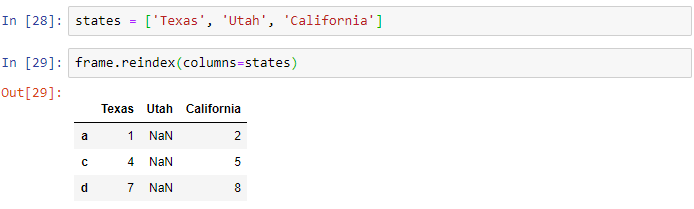 In [28]: states = ['Texas', 'Utah', 'California']
In [29]: frame.reindex(columns=states)
Out[29]:
Texas Utah California
a 1 NaN 2
c 4 NaN 5
d 7 NaN 8